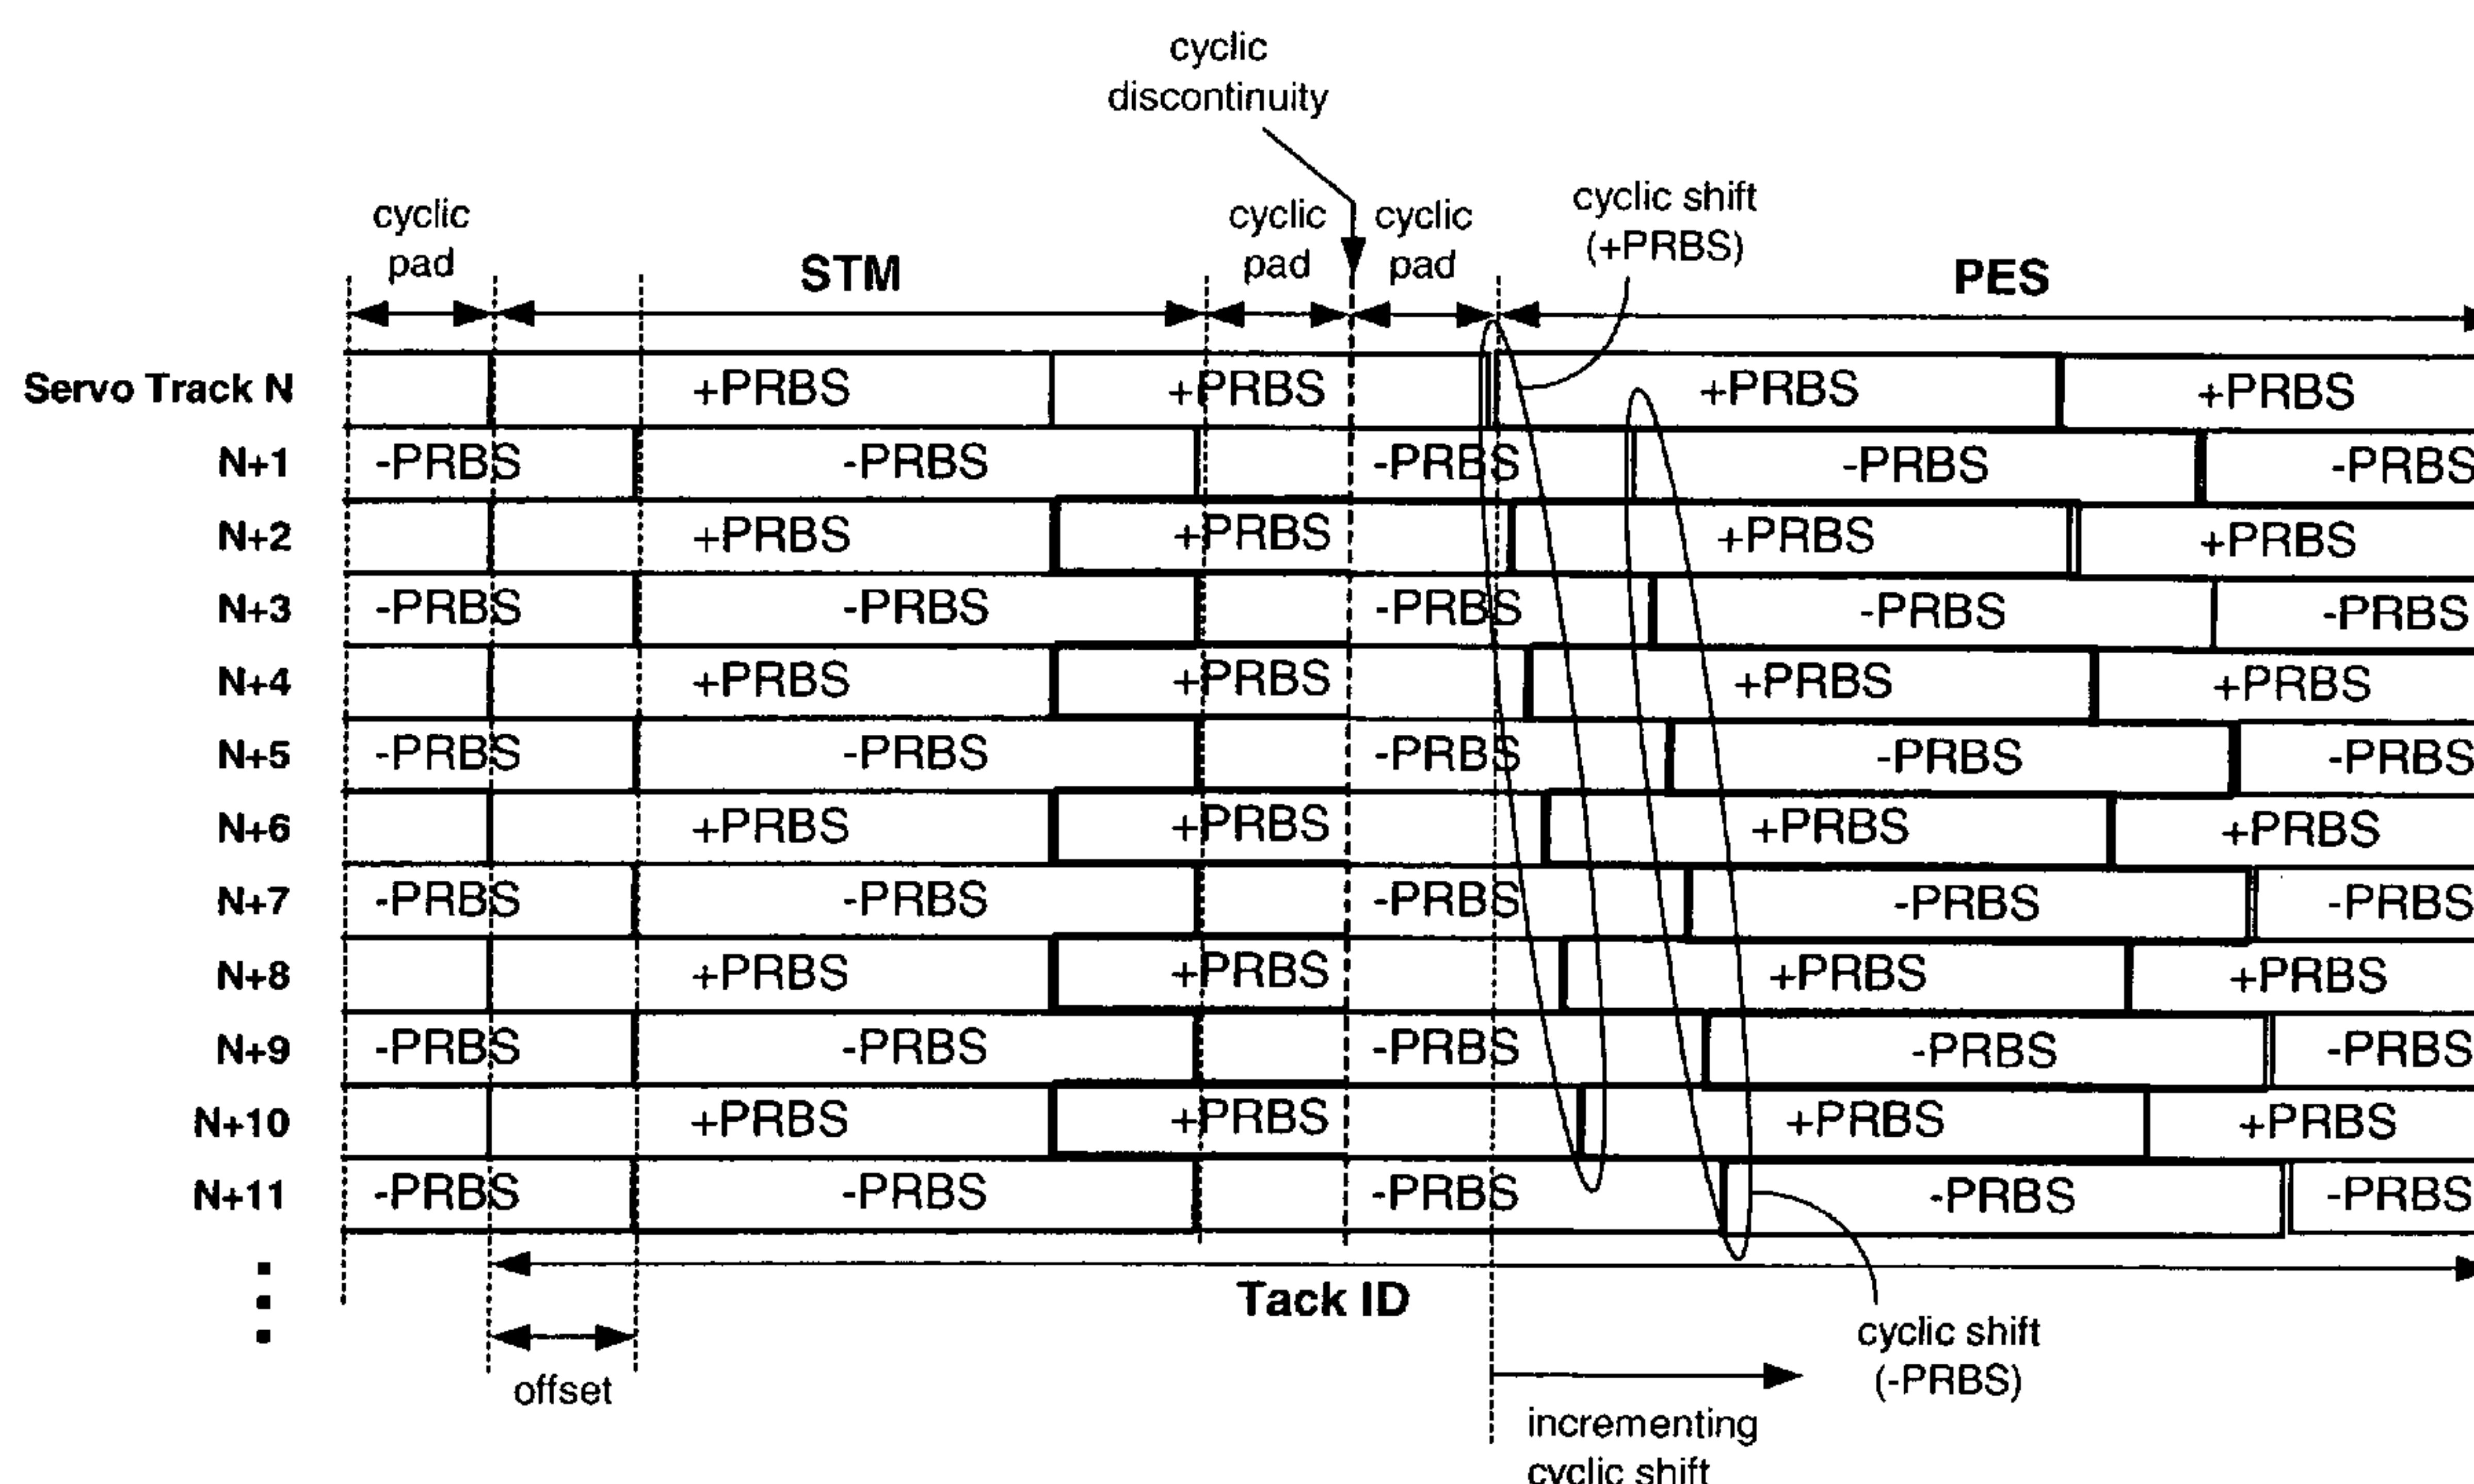 cyclic
discontinuity
cyclic shift
(+PRBS)
cyclic
pad
cyclic
pad
cyclic
pad
STM
PES
Servo Track N +PRBS +PRBS +PRBS +PRBS
N+1 -PRBS -PRBS -PRBS -PRBS -PRBS
N+2 +PRBS +PRBS +PRBS +PRBS
N+3 -PRBS -PRBS -PRBS -PRBS -PRBS
N+4 +PRBS +PRBS +PRBS +PRBS
N+5 -PRBS -PRBS -PRBS -PRBS -PRBS
N+6 +PRBS +PRBS +PRBS +PRBS
N+7 -PRBS -PRBS -PRBS -PRBS -PRBS
N+8 +PRBS +PRBS +PRBS +PRBS
N+9 -PRBS -PRBS -PRBS -PRBS -PRBS
N+10 +PRBS +PRBS +PRBS +PRBS
N+11 -PRBS -PRBS -PRBS -PRBS -PRBS
Tack ID
offset
cyclic shift
(-PRBS)
incrementing
cyclic shift